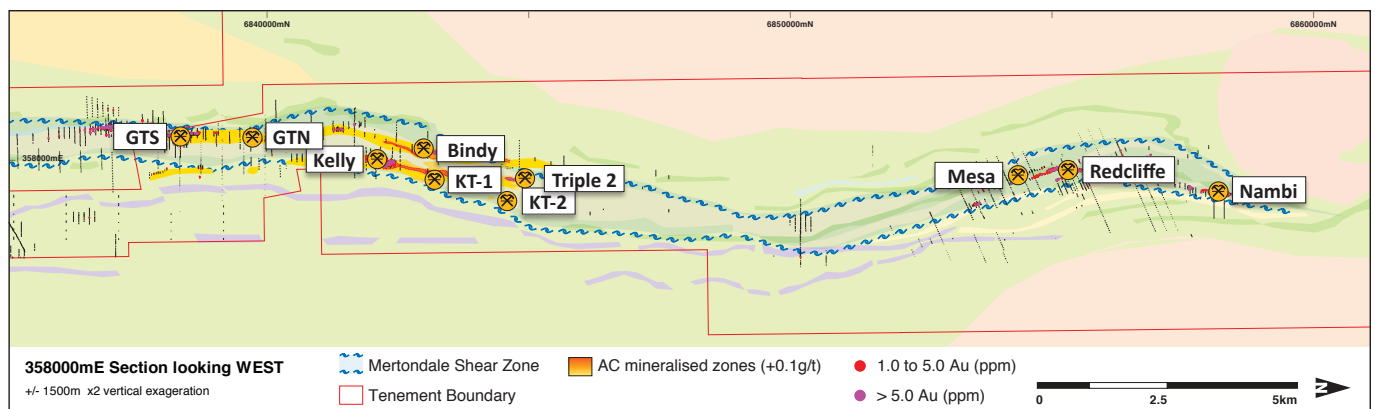 6840000mN 6850000mN 6860000mN
GTS GTN
358000mE
Kelly Bindy
KT-1 Triple 2
KT-2
Mesa Redcliffe
Nambi
358000mE Section looking WEST
+/- 1500m x2 vertical exageration
Mertondale Shear Zone
Tenement Boundary
AC mineralised zones (+0.1g/t)
1.0 to 5.0 Au (ppm)
> 5.0 Au (ppm)
0 2.5 5km
N